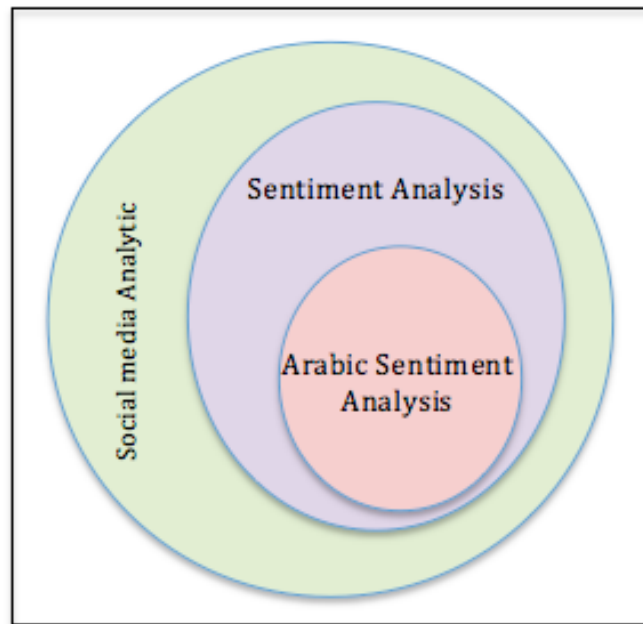 Social media Analytic
Sentiment Analysis
Arabic Sentiment
Analysis